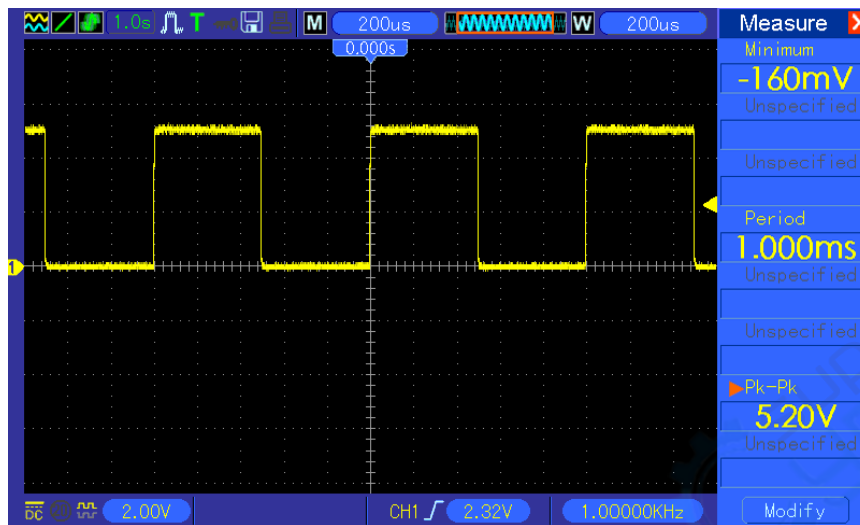 1.0s T M 200us W 200us Measure X
0.000s
Minimum
-160mV
Unspecified
Unspecified
Period
1.000ms
1
Unspecified
Unspecified
Pk-Pk
5.20V
Unspecified
DC 2.00V CH1 2.32V 1.00000KHz Modify